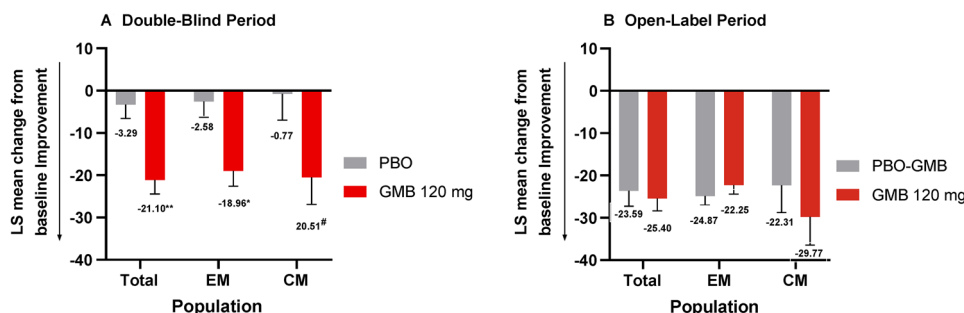 A Double-Blind Period
LS mean change from
baseline Improvement
10
0
-10
-20
-30
-40
-3.29
-21.10**
-2.58
-18.96*
-0.77
20.51#
Total EM CM
Population
PBO
GMB 120 mg
B Open-Label Period
LS mean change from
baseline Improvement
10
0
-10
-20
-30
-40
-23.59
-25.40
-24.87
-22.25
-22.31
-29.77
Total EM CM
Population
PBO-GMB
GMB 120 mg